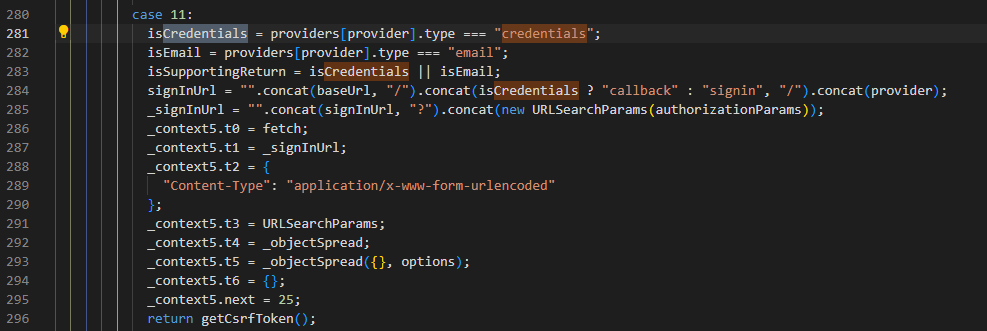 280 case 11:
281 isCredentials = providers[provider].type === "credentials";
282 isEmail = providers[provider].type === "email";
283 isSupportingReturn = isCredentials || isEmail;
284 signInUrl = "".concat(baseUrl, "/").concat(isCredentials ? "callback" : "signin", "/").concat(provider);
285 _signInUrl = "".concat(signInUrl, "?").concat(new URLSearchParams(authorizationParams));
286 _context5.t0 = fetch;
287 _context5.t1 = _signInUrl;
288 _context5.t2 = {
289 "Content-Type": "application/x-www-form-urlencoded"
290 };
291 _context5.t3 = URLSearchParams;
292 _context5.t4 = _objectSpread;
293 _context5.t5 = _objectSpread({}, options);
294 _context5.t6 = {};
295 _context5.next = 25;
296 return getCsrfToken();